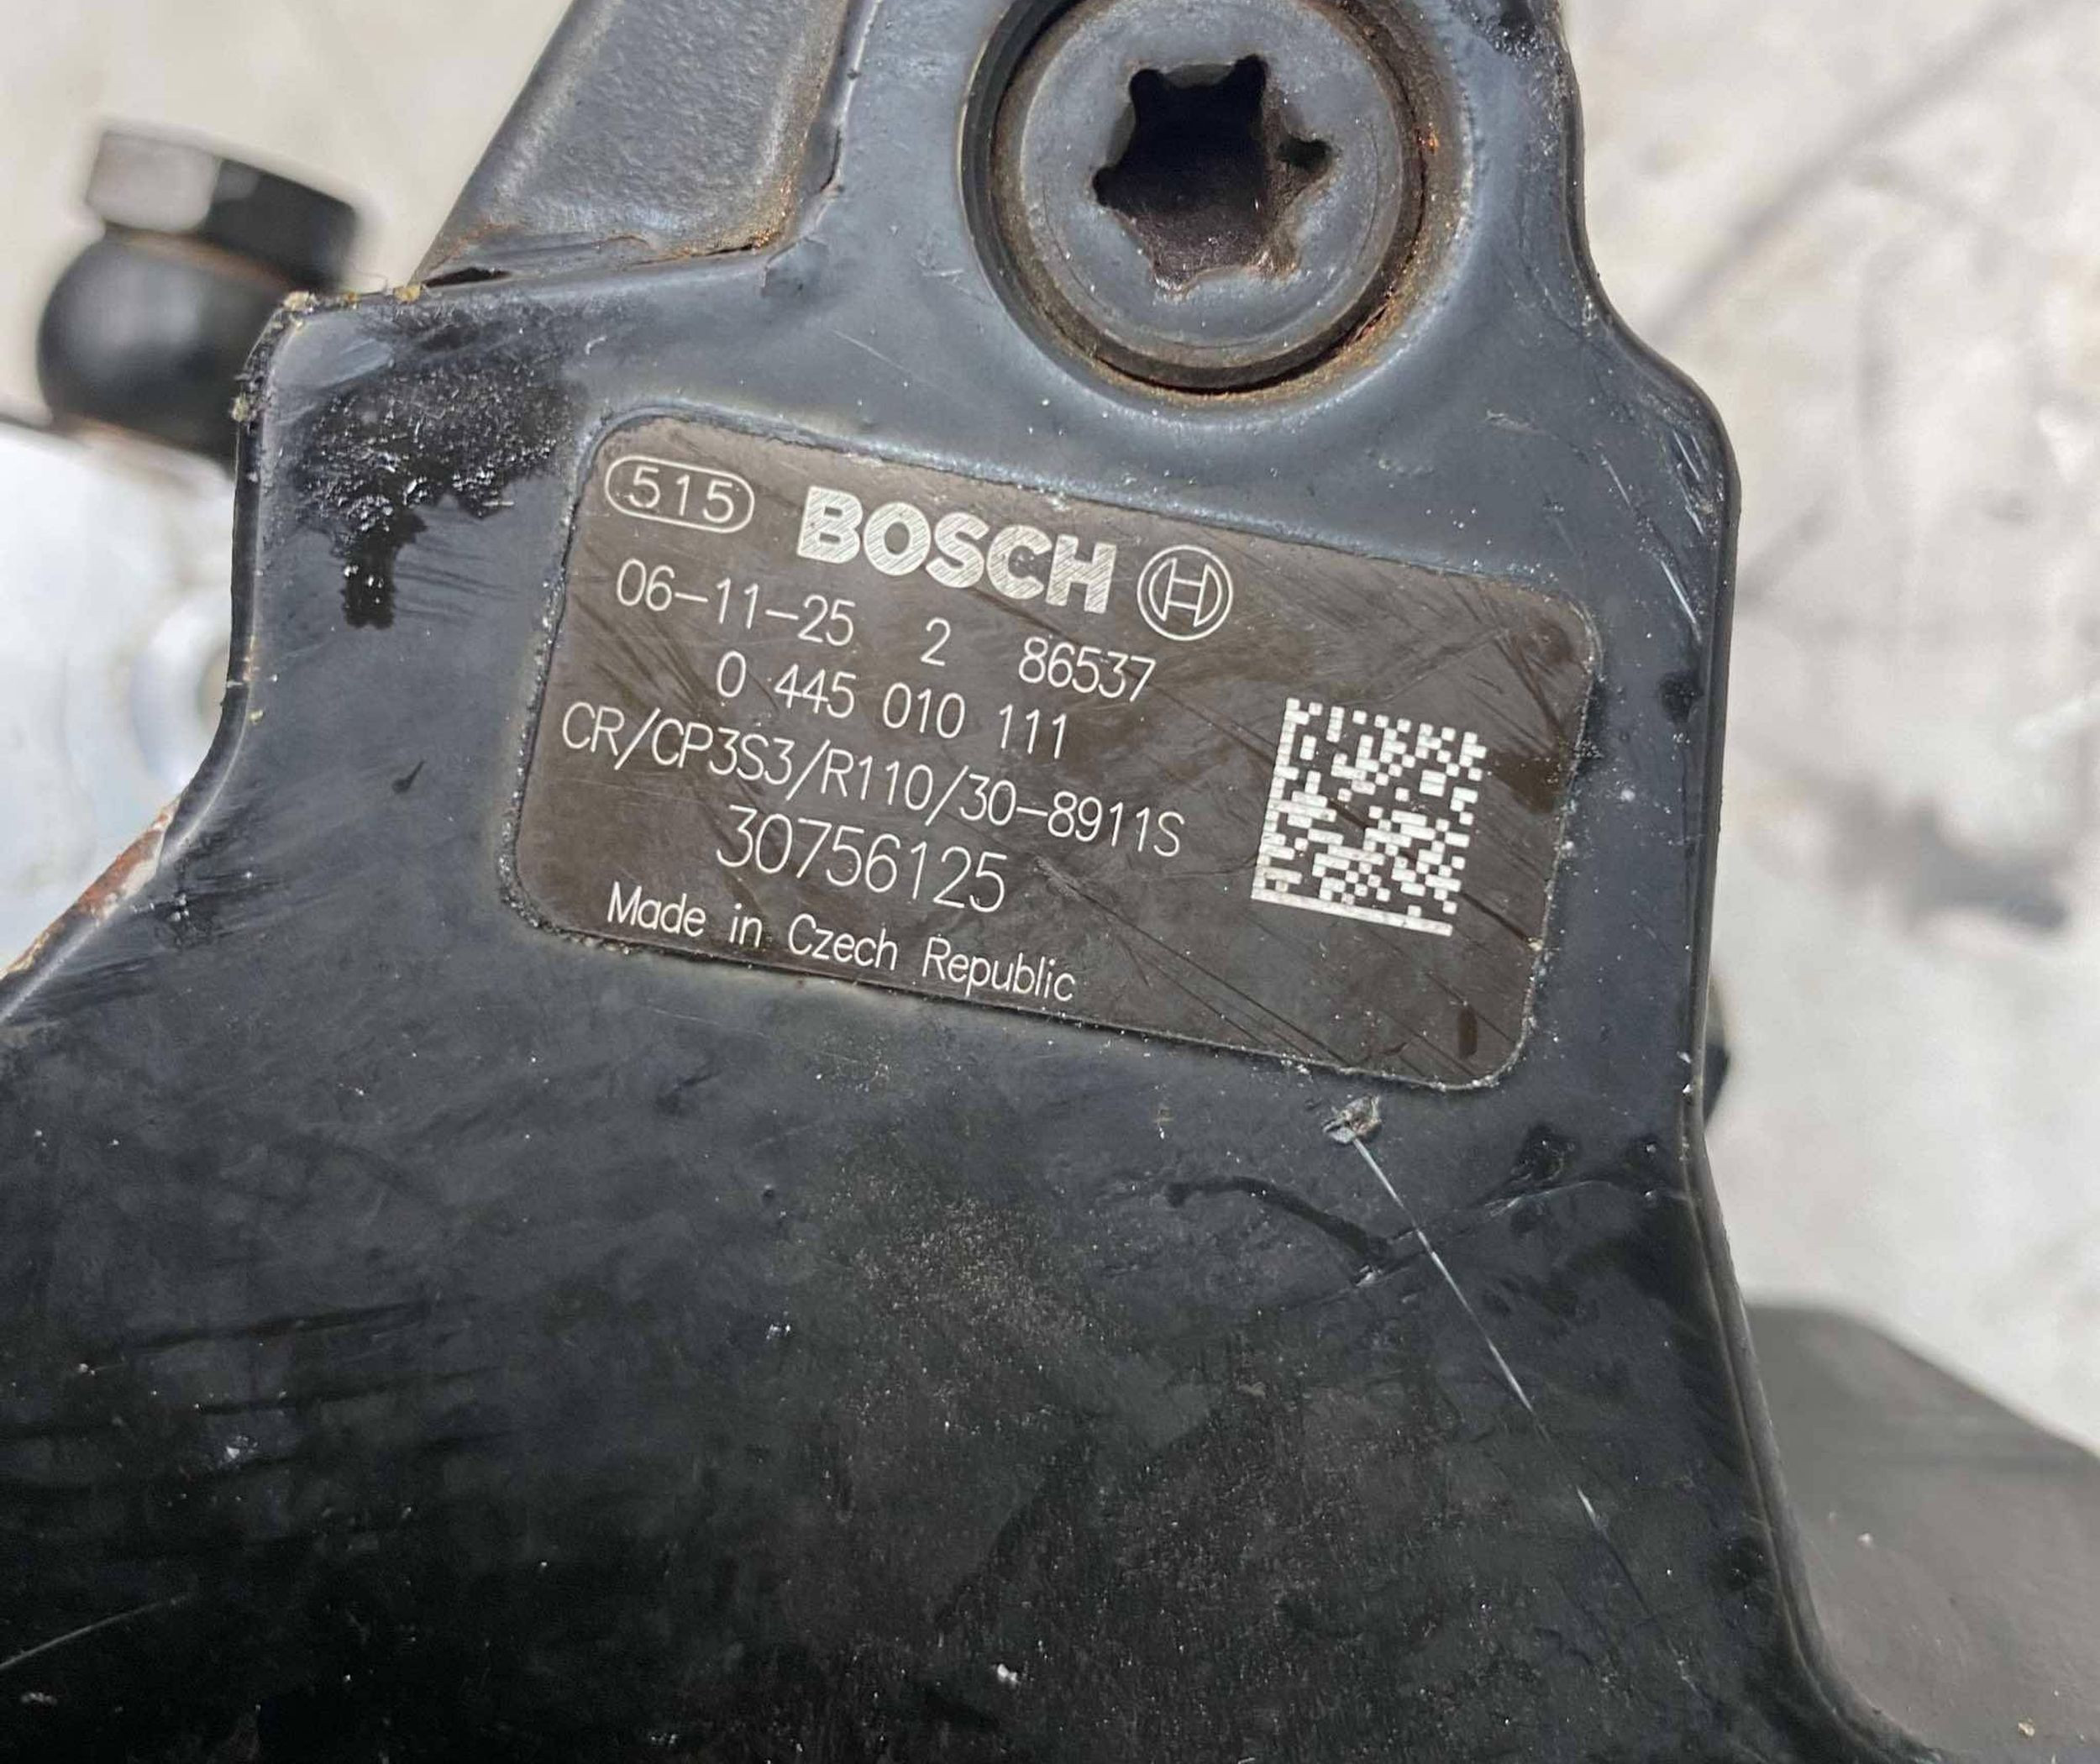 515 BOSCH
06-11-25 2 86537
0 445 010 111
CR/CP3S3/R110/30-8911S
30756125
Made in Czech Republic